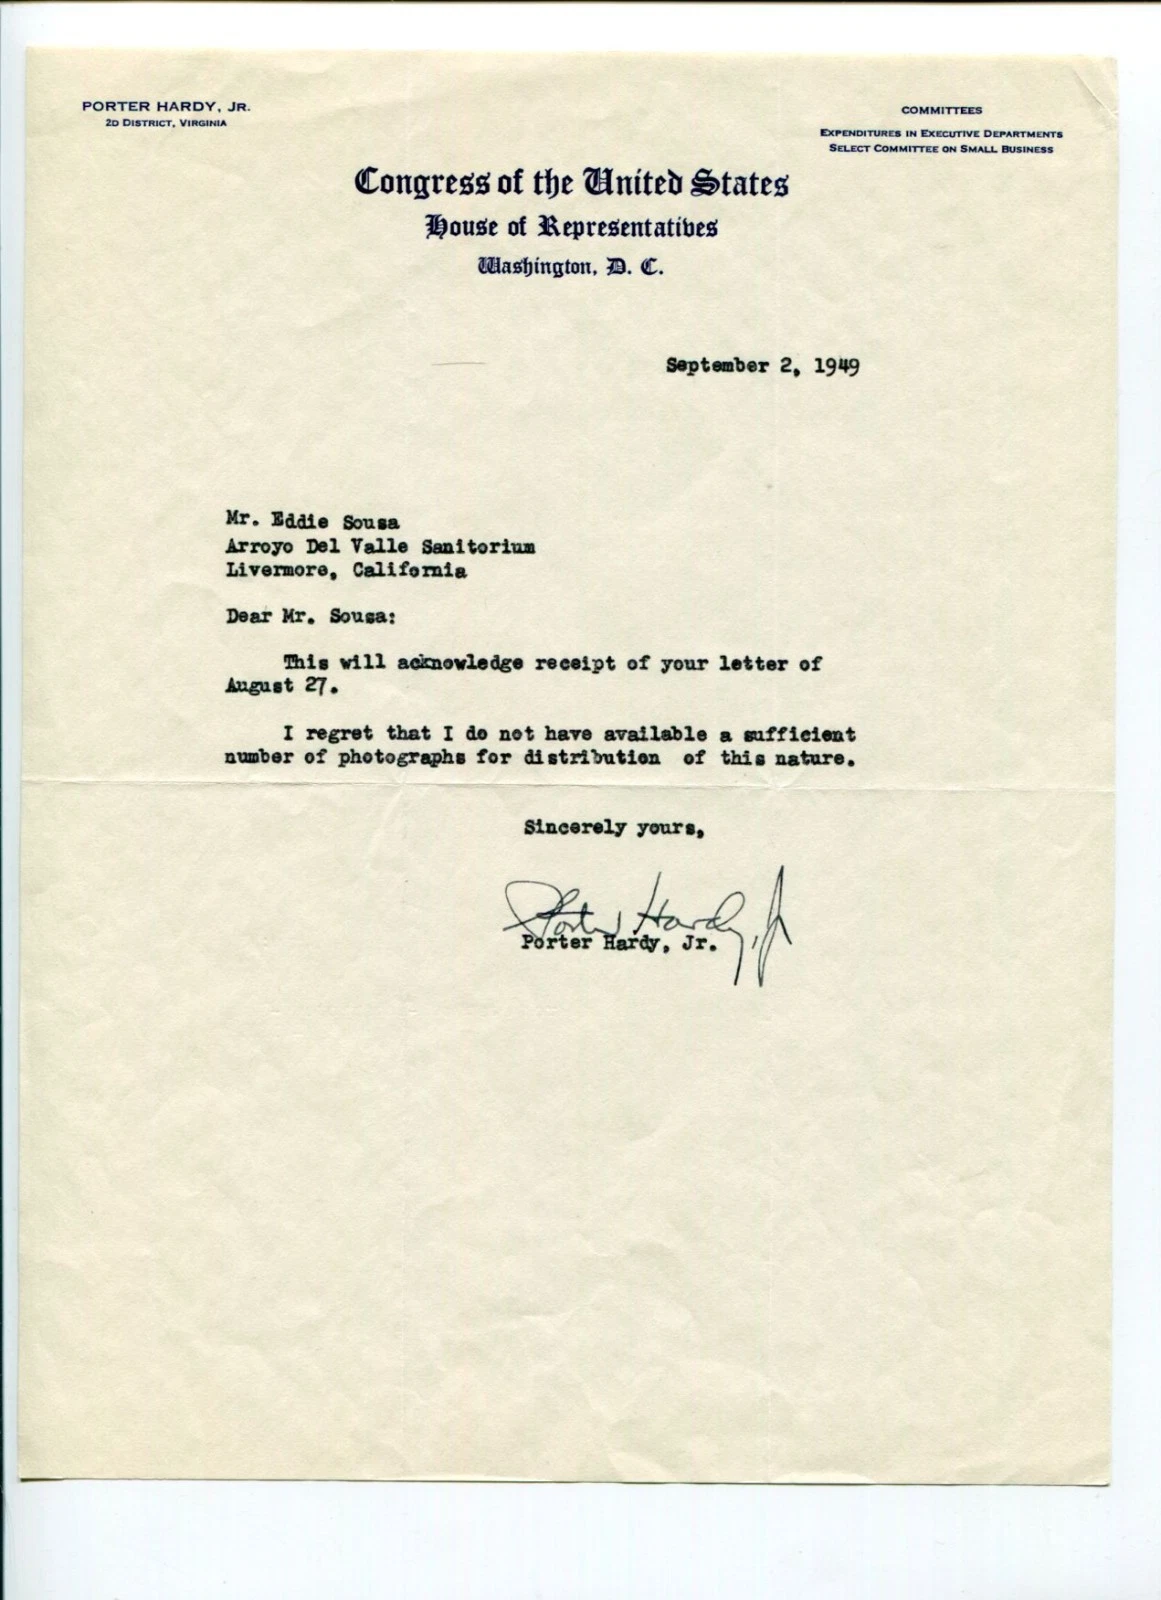 PORTER HARDY, JR.
2D DISTRICT, VIRGINIA
COMMITTEES
EXPENDITURES IN EXECUTIVE DEPARTMENTS
SELECT COMMITTEE ON SMALL BUSINESS
Congress of the United States
House of Representatives
Washington, D. C.
September 2, 1949
Mr. Eddie Sousa
Arroyo Del Valle Sanitorium
Livermore, California
Dear Mr. Sousa:
This will acknowledge receipt of your letter of
August 27.
I regret that I do not have available a sufficient
number of photographs for distribution of this nature.
Sincerely yours,
Porter Hardy, Jr
Porter Hardy, Jr.